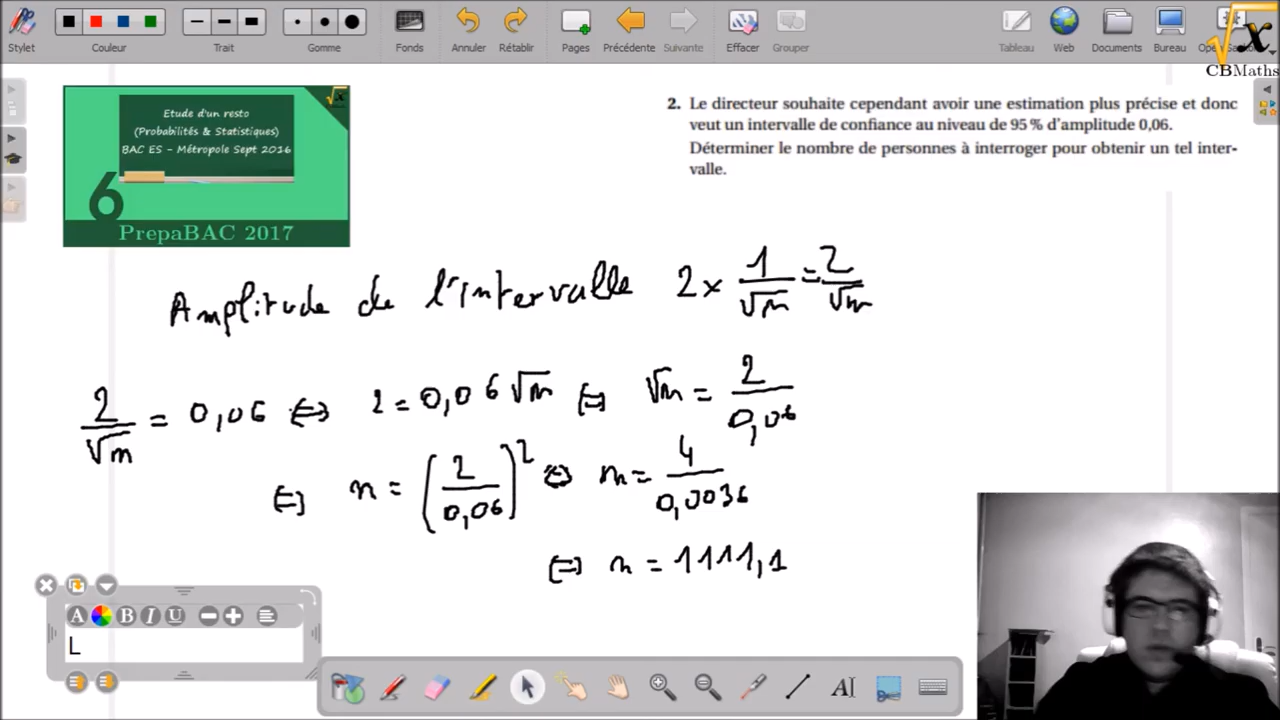 Stylet
Couleur
Trait
Gomme
Fonds
Annuler
Rétablir
Pages
Précédente
Suivante
Effacer
Grouper
Tableau
Web
Documents
Bureau
CBMaths
Etude d'un resto
(Probabilités & Statistiques)
BAC ES - Métropole Sept 2016
6
PrepaBAC 2017
2. Le directeur souhaite cependant avoir une estimation plus précise et donc
veut un intervalle de confiance au niveau de 95 % d'amplitude 0,06.
Déterminer le nombre de personnes à interroger pour obtenir un tel inter-
valle.
Amplitude de l'intervalle 2 × 1/√n = 2/√n
2/√n = 0,06 ⇔ 2 = 0,06 √n ⇔ √n = 2/0,06
⇔ n = (2/0,06)² ⇔ n = 4/0,0036
⇔ n = 1111,1
A B I U
L
AI